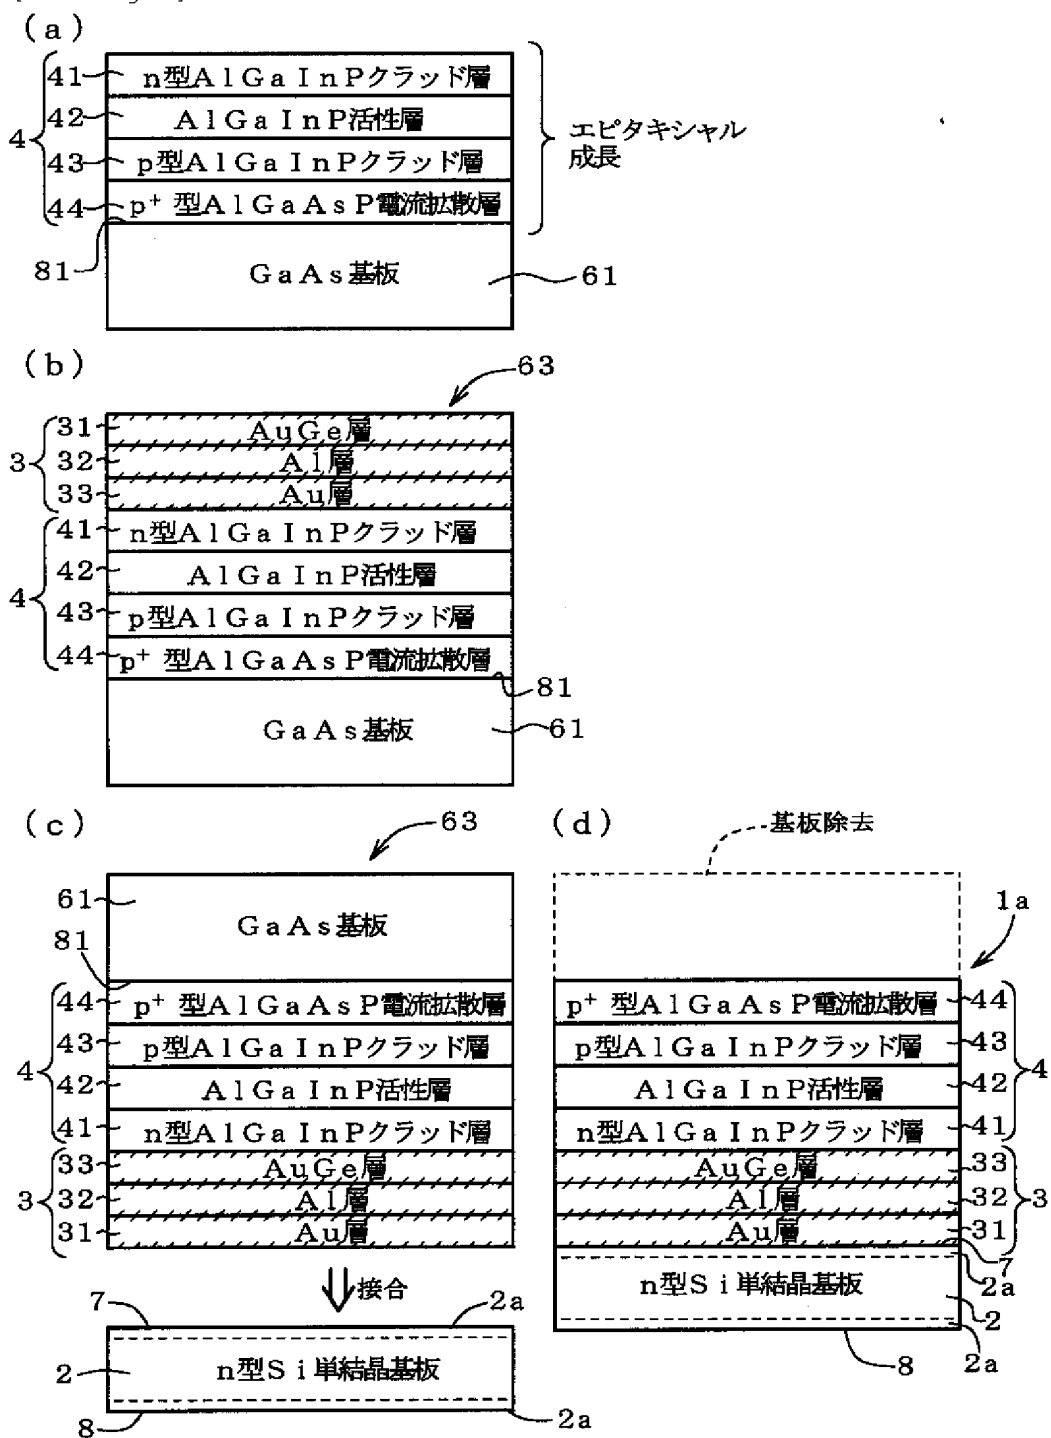 (a)
41 n型AlGaInPクラッド層
42 AlGaInP活性層
4
43 p型AlGaInPクラッド層
44 p⁺型AlGaAsP電流拡散層
エピタキシャル
成長
81
GaAs基板 61
(b)
63
31 AuGe層
3 32 Al層
33 Au層
41 n型AlGaInPクラッド層
42 AlGaInP活性層
4
43 p型AlGaInPクラッド層
44 p⁺型AlGaAsP電流拡散層
81
GaAs基板 61
(c)
63
61
GaAs基板
81
44 p⁺型AlGaAsP電流拡散層
43 p型AlGaInPクラッド層
4
42 AlGaInP活性層
41 n型AlGaInPクラッド層
33 AuGe層
3 32 Al層
31 Au層
接合
7 2a
2 n型Si単結晶基板
8 2a
(d)
基板除去
1a
p⁺型AlGaAsP電流拡散層 44
p型AlGaInPクラッド層 43
4
AlGaInP活性層 42
n型AlGaInPクラッド層 41
AuGe層 33
Al層 32 3
Au層 31
7
2a
n型Si単結晶基板
2
2a
8